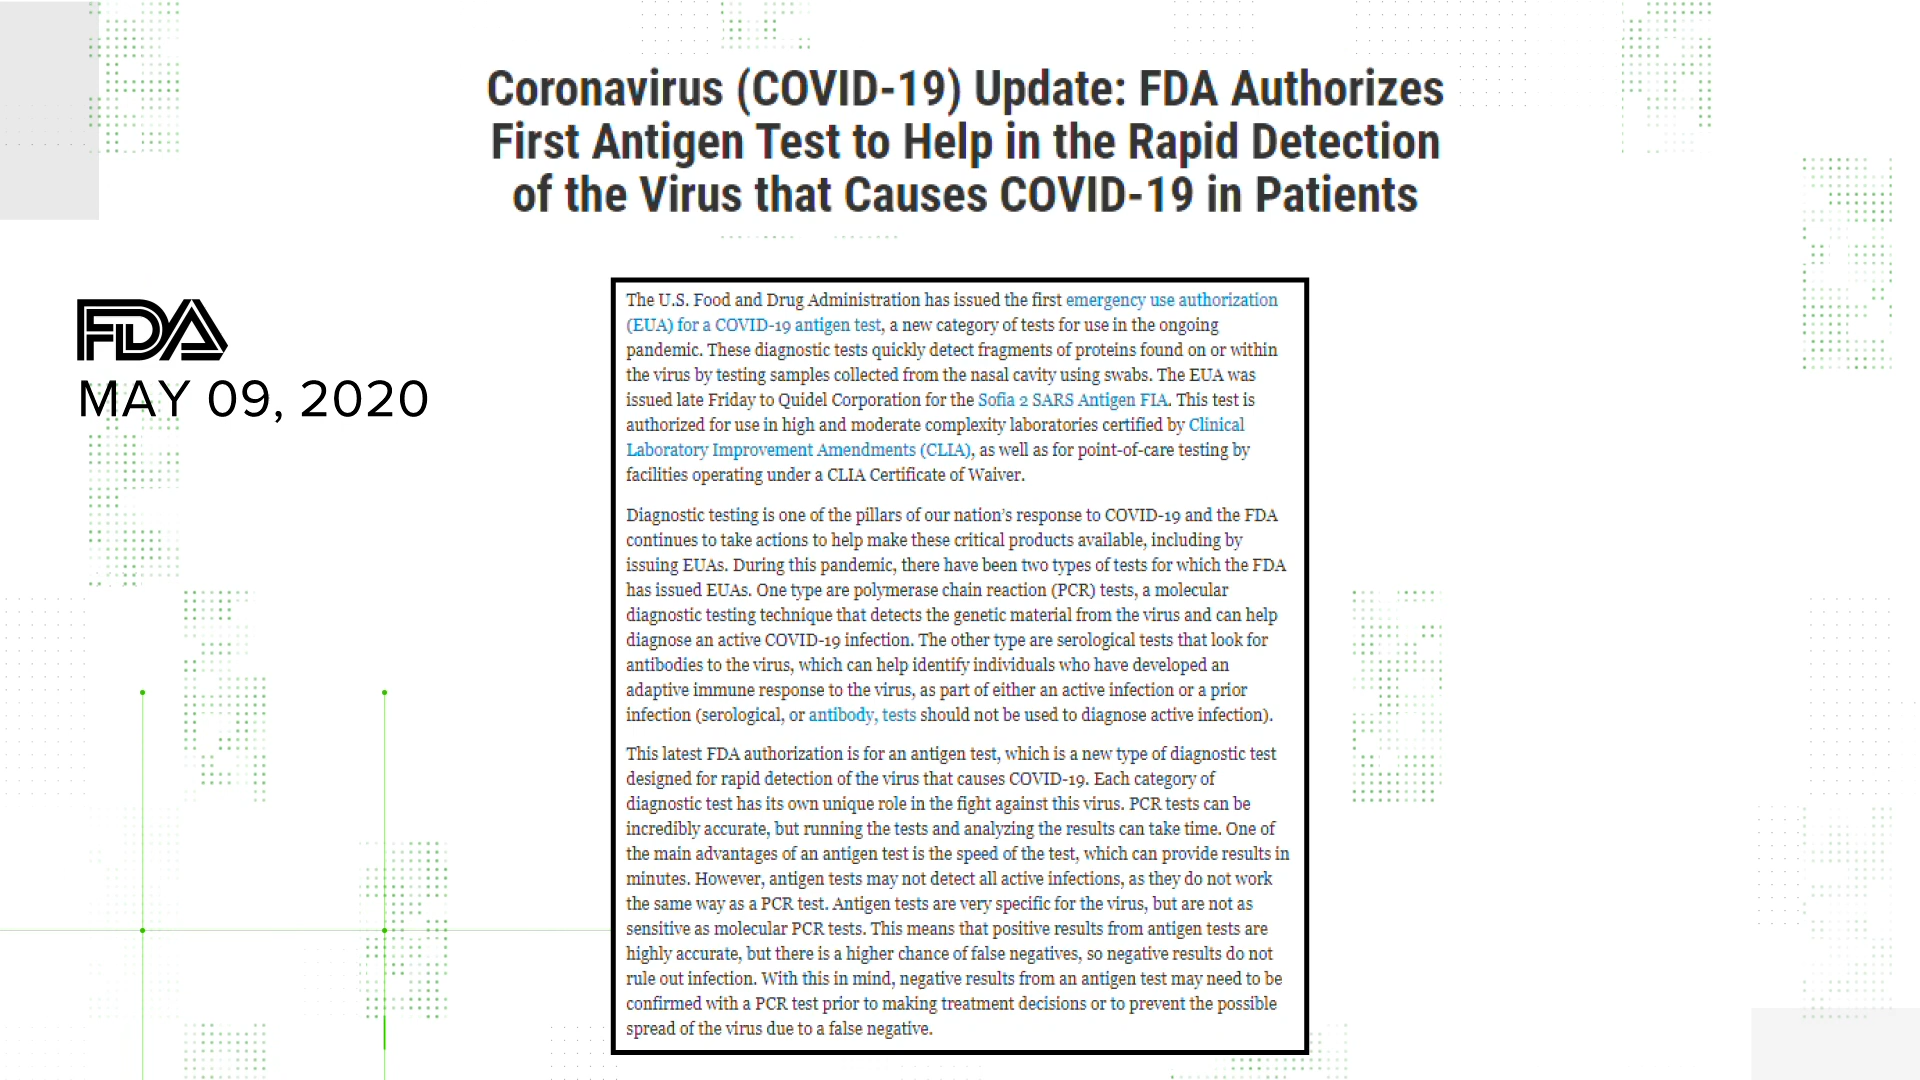 Coronavirus (COVID-19) Update: FDA Authorizes
First Antigen Test to Help in the Rapid Detection
of the Virus that Causes COVID-19 in Patients
FDA
MAY 09, 2020
The U.S. Food and Drug Administration has issued the first emergency use authorization
(EUA) for a COVID-19 antigen test, a new category of tests for use in the ongoing
pandemic. These diagnostic tests quickly detect fragments of proteins found on or within
the virus by testing samples collected from the nasal cavity using swabs. The EUA was
issued late Friday to Quidel Corporation for the Sofia 2 SARS Antigen FIA. This test is
authorized for use in high and moderate complexity laboratories certified by Clinical
Laboratory Improvement Amendments (CLIA), as well as for point-of-care testing by
facilities operating under a CLIA Certificate of Waiver.
Diagnostic testing is one of the pillars of our nation’s response to COVID-19 and the FDA
continues to take actions to help make these critical products available, including by
issuing EUAs. During this pandemic, there have been two types of tests for which the FDA
has issued EUAs. One type are polymerase chain reaction (PCR) tests, a molecular
diagnostic testing technique that detects the genetic material from the virus and can help
diagnose an active COVID-19 infection. The other type are serological tests that look for
antibodies to the virus, which can help identify individuals who have developed an
adaptive immune response to the virus, as part of either an active infection or a prior
infection (serological, or antibody, tests should not be used to diagnose active infection).
This latest FDA authorization is for an antigen test, which is a new type of diagnostic test
designed for rapid detection of the virus that causes COVID-19. Each category of
diagnostic test has its own unique role in the fight against this virus. PCR tests can be
incredibly accurate, but running the tests and analyzing the results can take time. One of
the main advantages of an antigen test is the speed of the test, which can provide results in
minutes. However, antigen tests may not detect all active infections, as they do not work
the same way as a PCR test. Antigen tests are very specific for the virus, but are not as
sensitive as molecular PCR tests. This means that positive results from antigen tests are
highly accurate, but there is a higher chance of false negatives, so negative results do not
rule out infection. With this in mind, negative results from an antigen test may need to be
confirmed with a PCR test prior to making treatment decisions or to prevent the possible
spread of the virus due to a false negative.